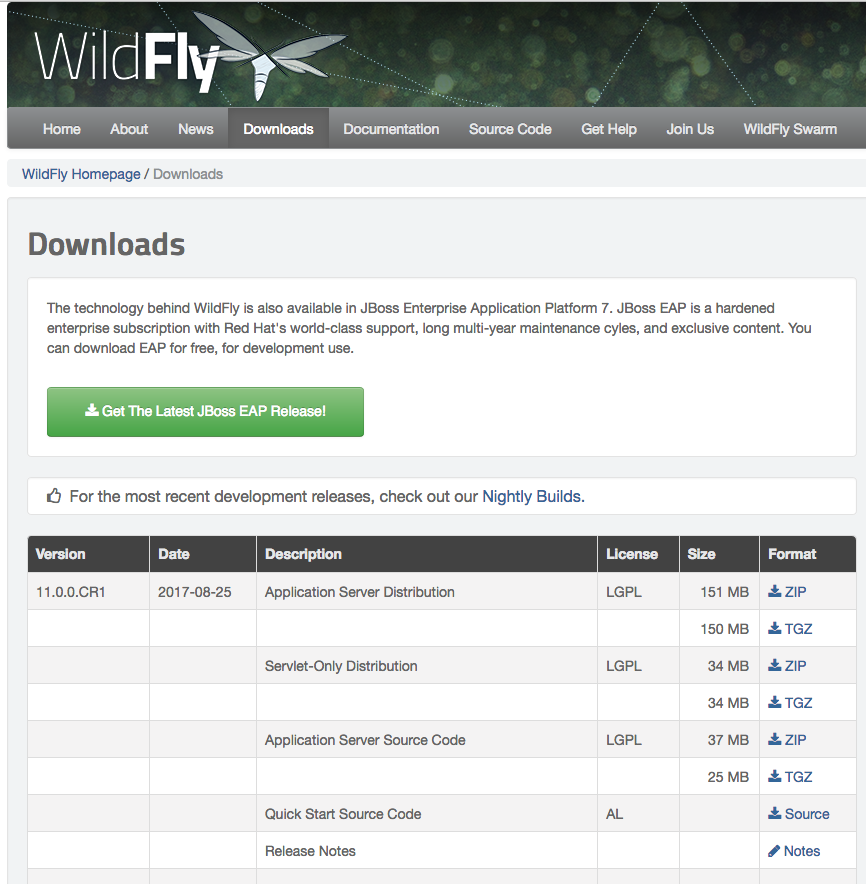 WildFly
Home About News Downloads Documentation Source Code Get Help Join Us WildFly Swarm
WildFly Homepage / Downloads
Downloads
The technology behind WildFly is also available in JBoss Enterprise Application Platform 7. JBoss EAP is a hardened
enterprise subscription with Red Hat's world-class support, long multi-year maintenance cyles, and exclusive content. You
can download EAP for free, for development use.
Get The Latest JBoss EAP Release!
For the most recent development releases, check out our Nightly Builds.
Version Date Description License Size Format
11.0.0.CR1 2017-08-25 Application Server Distribution LGPL 151 MB ZIP
150 MB TGZ
Servlet-Only Distribution LGPL 34 MB ZIP
34 MB TGZ
Application Server Source Code LGPL 37 MB ZIP
25 MB TGZ
Quick Start Source Code AL Source
Release Notes Notes